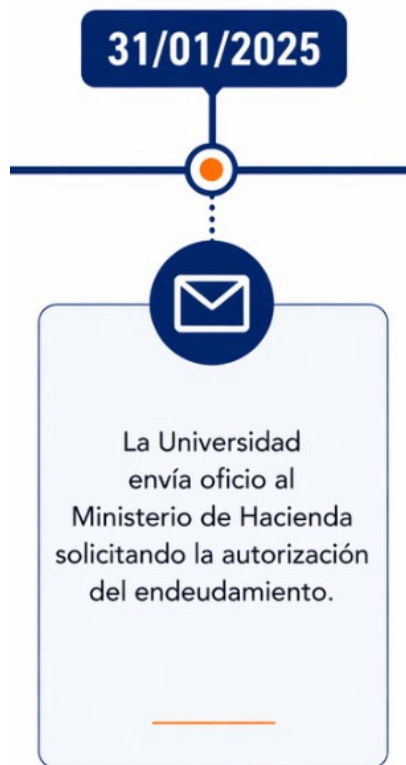 31/01/2025
La Universidad
envía oficio al
Ministerio de Hacienda
solicitando la autorización
del endeudamiento.